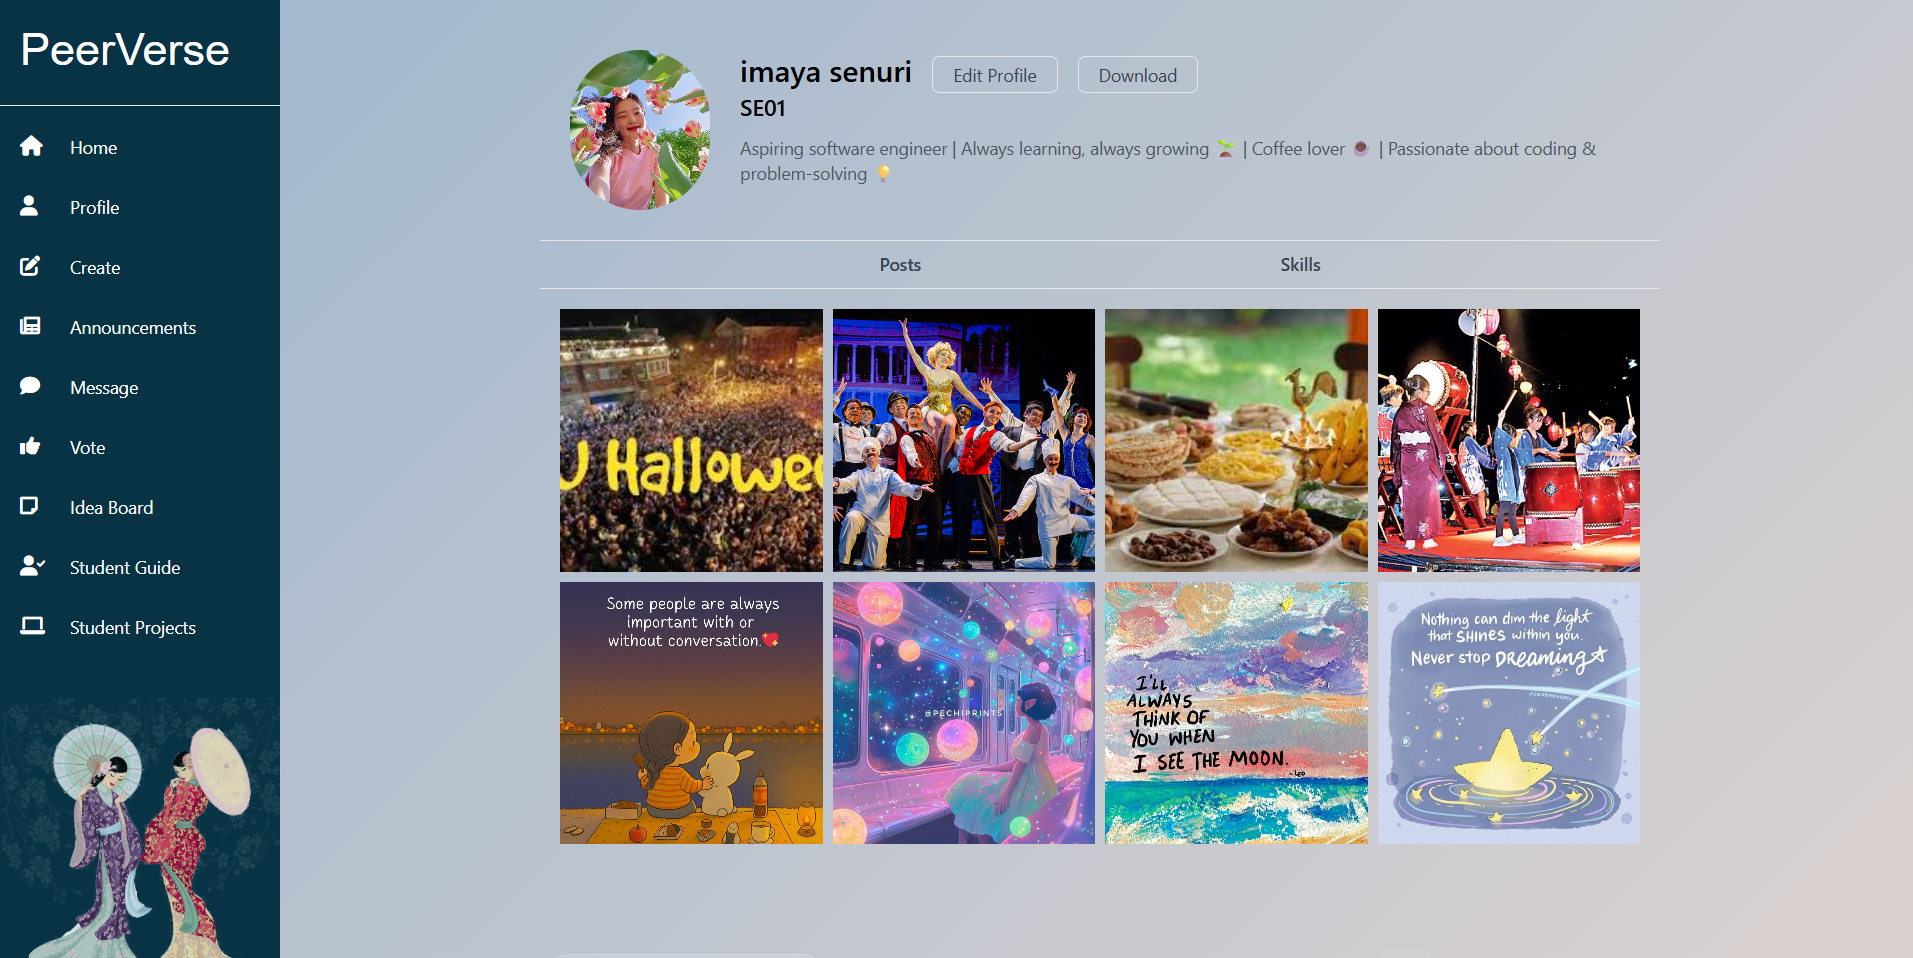 PeerVerse
Home
Profile
Create
Announcements
Message
Vote
Idea Board
Student Guide
Student Projects
imaya senuri
Edit Profile
Download
SE01
Aspiring software engineer | Always learning, always growing 🌱 | Coffee lover ☕ | Passionate about coding &
problem-solving 💡
Posts
Skills
U Hallowee
Some people are always
important with or
without conversation.💖
@PECHIPRINTS
I'LL
ALWAYS
THINK OF
YOU WHEN
I SEE THE MOON.
- Leo
Nothing can dim the light
that SHINES within you.
Never stop DREAMING